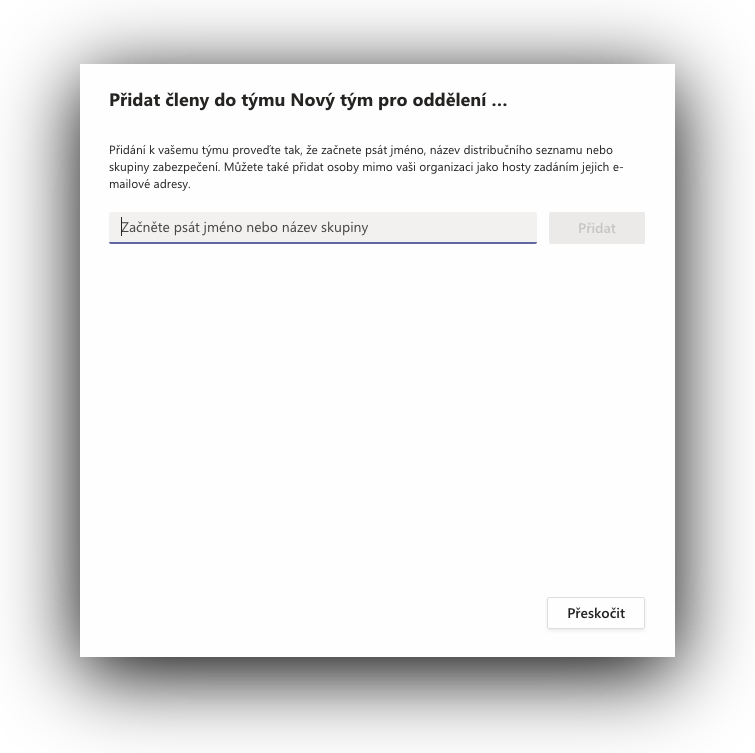 Přidat členy do týmu Nový tým pro oddělení ...
Přidání k vašemu týmu proveďte tak, že začnete psát jméno, název distribučního seznamu nebo
skupiny zabezpečení. Můžete také přidat osoby mimo vaši organizaci jako hosty zadáním jejich e-
mailové adresy.
Začněte psát jméno nebo název skupiny
Přidat
Přeskočit